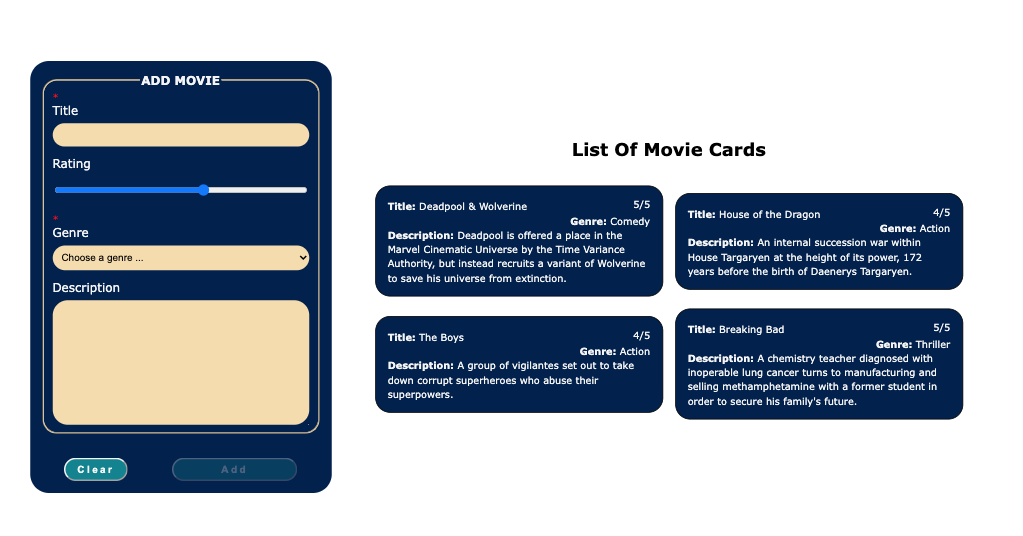 ADD MOVIE
*
Title
Rating
*
Genre
Choose a genre ...
Description
Clear
Add
List Of Movie Cards
Title: Deadpool & Wolverine
5/5
Genre: Comedy
Description: Deadpool is offered a place in the
Marvel Cinematic Universe by the Time Variance
Authority, but instead recruits a variant of Wolverine
to save his universe from extinction.
Title: House of the Dragon
4/5
Genre: Action
Description: An internal succession war within
House Targaryen at the height of its power, 172
years before the birth of Daenerys Targaryen.
Title: The Boys
4/5
Genre: Action
Description: A group of vigilantes set out to take
down corrupt superheroes who abuse their
superpowers.
Title: Breaking Bad
5/5
Genre: Thriller
Description: A chemistry teacher diagnosed with
inoperable lung cancer turns to manufacturing and
selling methamphetamine with a former student in
order to secure his family's future.